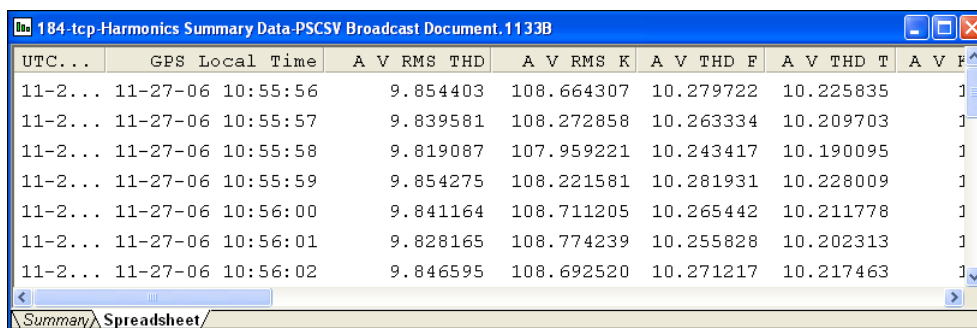 184-tcp-Harmonics Summary Data-PSCSV Broadcast Document.1133B
UTC... GPS Local Time A V RMS THD A V RMS K A V THD F A V THD T A V
11-2... 11-27-06 10:55:56 9.854403 108.664307 10.279722 10.225835
11-2... 11-27-06 10:55:57 9.839581 108.272858 10.263334 10.209703
11-2... 11-27-06 10:55:58 9.819087 107.959221 10.243417 10.190095
11-2... 11-27-06 10:55:59 9.854275 108.221581 10.281931 10.228009
11-2... 11-27-06 10:56:00 9.841164 108.711205 10.265442 10.211778
11-2... 11-27-06 10:56:01 9.828165 108.774239 10.255828 10.202313
11-2... 11-27-06 10:56:02 9.846595 108.692520 10.271217 10.217463
Summary Spreadsheet